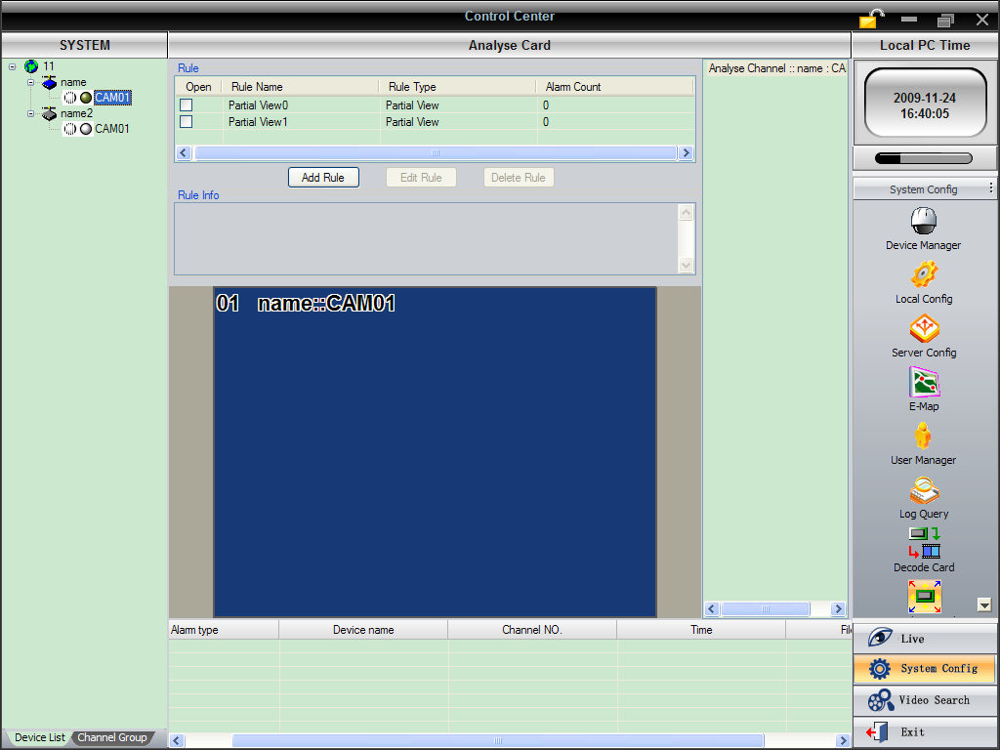 Control Center
SYSTEM
Analyse Card
Local PC Time
11
name
CAM01
name2
CAM01
Device List
Channel Group
Rule
Open Rule Name Rule Type Alarm Count
Partial View0 Partial View 0
Partial View1 Partial View 0
Add Rule Edit Rule Delete Rule
Rule Info
01 name::CAM01
Analyse Channel :: name : CA
Alarm type Device name Channel NO. Time File
2009-11-24
16:40:05
System Config
Device Manager
Local Config
Server Config
E-Map
User Manager
Log Query
Decode Card
Live
System Config
Video Search
Exit